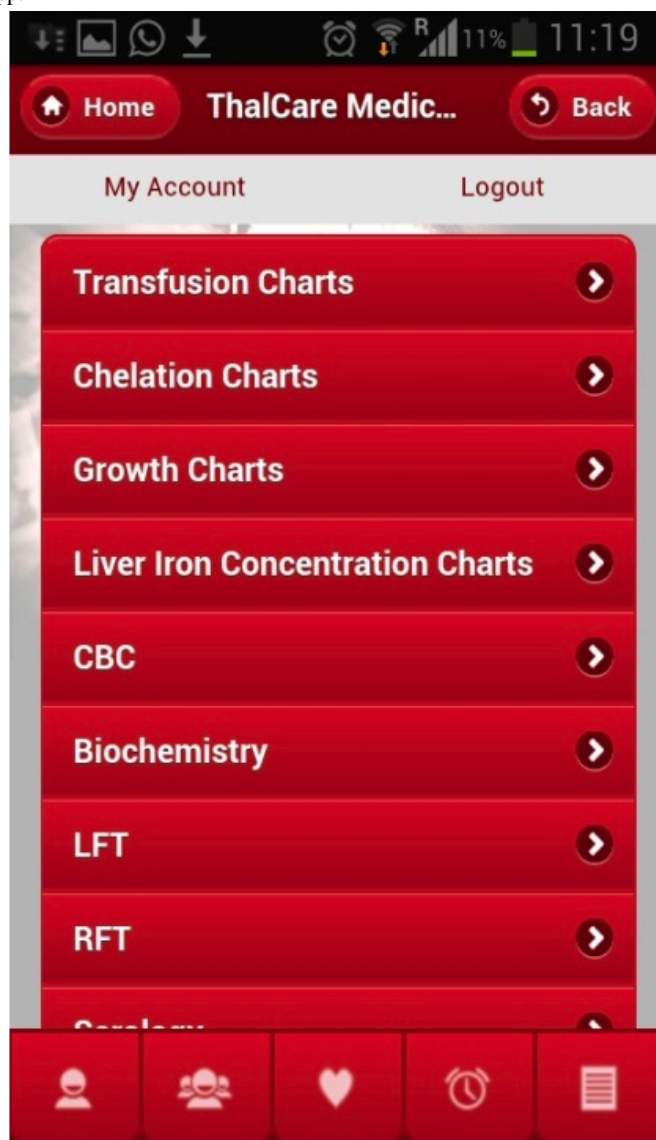 R 11% 11:19
Home ThalCare Medic... Back
My Account Logout
Transfusion Charts
Chelation Charts
Growth Charts
Liver Iron Concentration Charts
CBC
Biochemistry
LFT
RFT
Serology